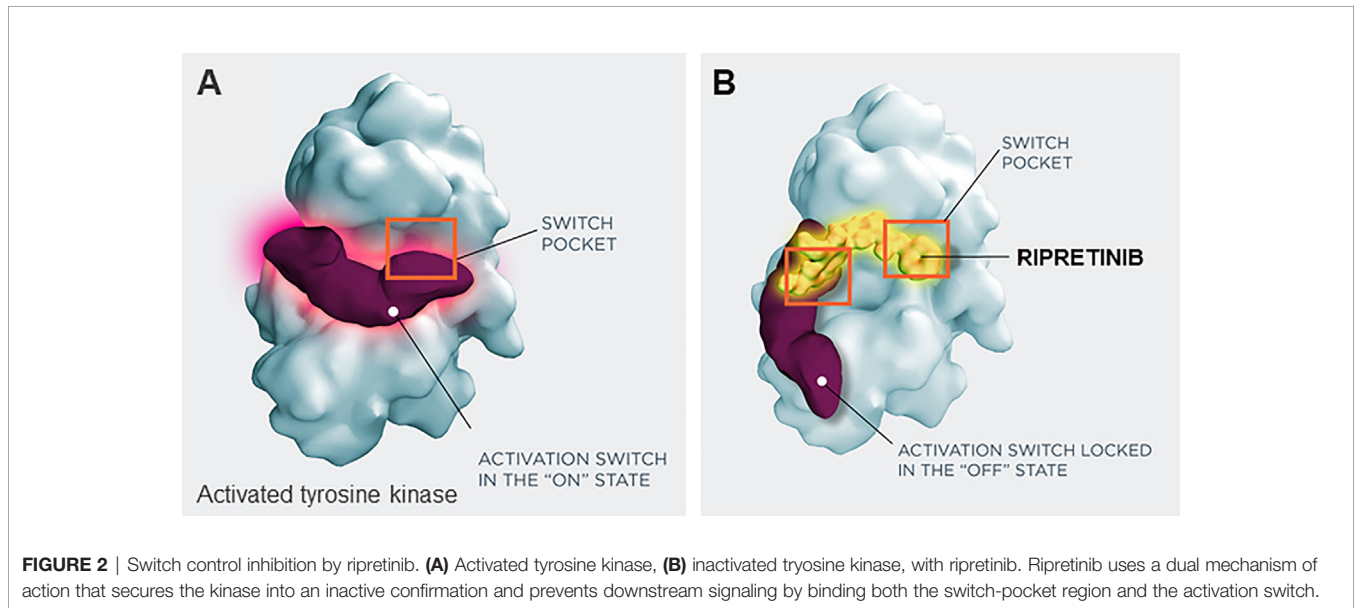 A
SWITCH
POCKET
ACTIVATION SWITCH
IN THE “ON” STATE
Activated tyrosine kinase
B
SWITCH
POCKET
RIPRETINIB
ACTIVATION SWITCH LOCKED
IN THE “OFF” STATE
FIGURE 2 | Switch control inhibition by ripretinib. (A) Activated tyrosine kinase, (B) inactivated tryosine kinase, with ripretinib. Ripretinib uses a dual mechanism of
action that secures the kinase into an inactive confirmation and prevents downstream signaling by binding both the switch-pocket region and the activation switch.